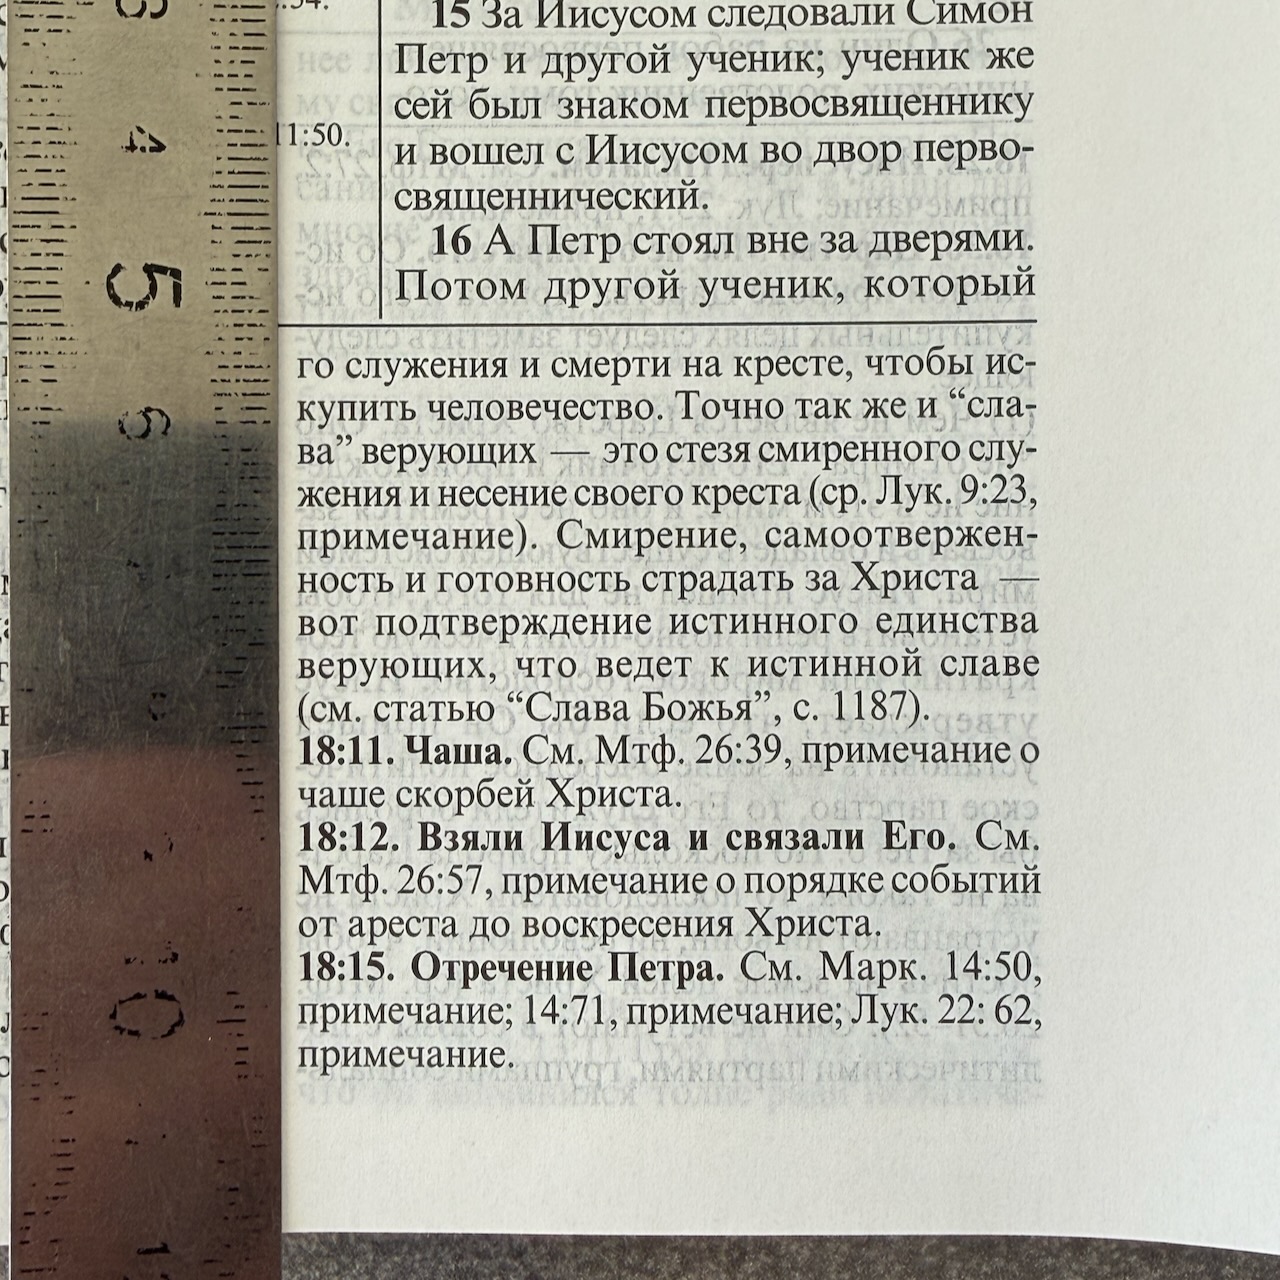 11:50.
15 За Иисусом следовали Симон
Петр и другой ученик; ученик же
сей был знаком первосвященнику
и вошел с Иисусом во двор перво-
священнический.
16 А Петр стоял вне за дверями.
Потом другой ученик, который
го служения и смерти на кресте, чтобы ис-
купить человечество. Точно так же и “сла-
ва” верующих — это стезя смиренного слу-
жения и несение своего креста (ср. Лук. 9:23,
примечание). Смирение, самоотвержен-
ность и готовность страдать за Христа —
вот подтверждение истинного единства
верующих, что ведет к истинной славе
(см. статью “Слава Божья”, с. 1187).
18:11. Чаша. См. Мтф. 26:39, примечание о
чаше скорбей Христа.
18:12. Взяли Иисуса и связали Его. См.
Мтф. 26:57, примечание о порядке событий
от ареста до воскресения Христа.
18:15. Отречение Петра. См. Марк. 14:50,
примечание; 14:71, примечание; Лук. 22: 62,
примечание.
5